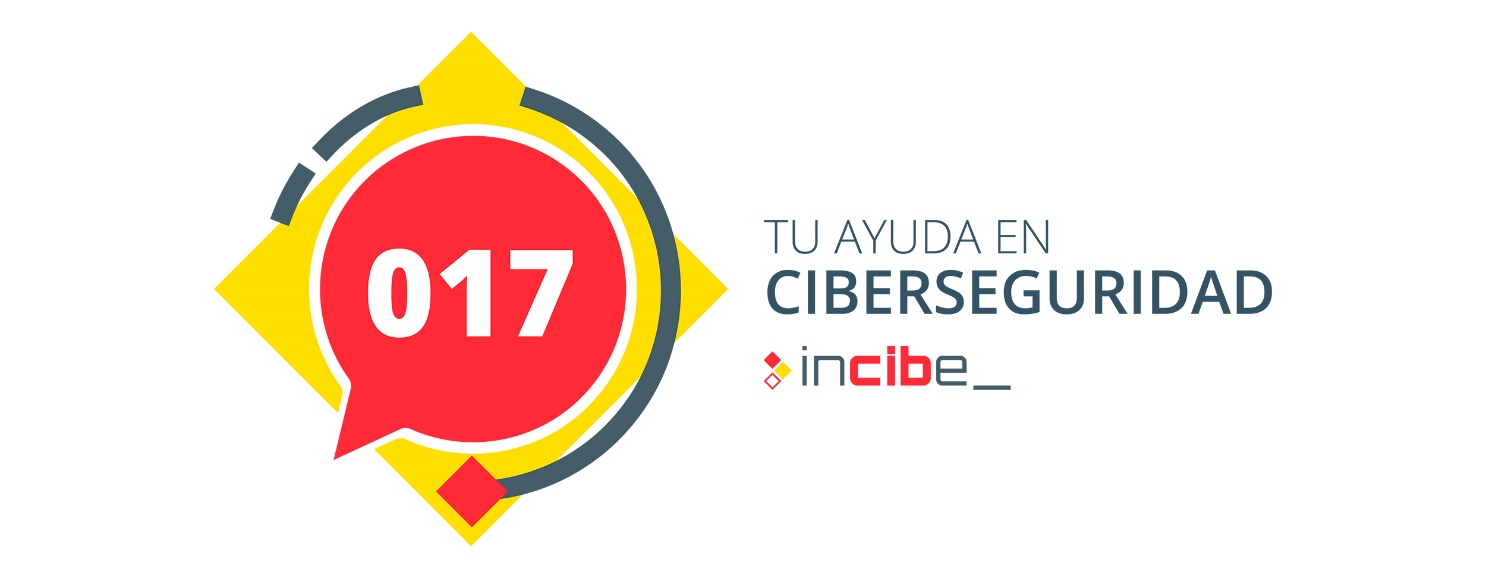 017
TU AYUDA EN
CIBERSEGURIDAD
incibe_